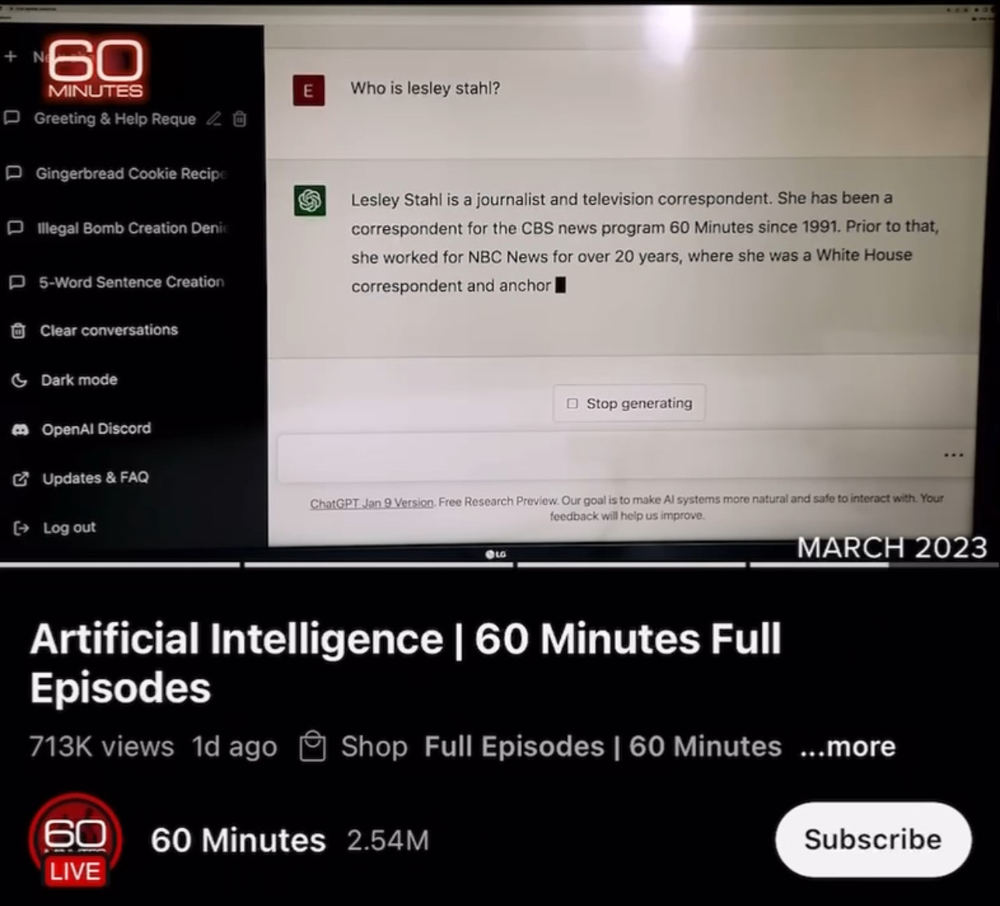 60
MINUTES
Greeting & Help Reque
Gingerbread Cookie Recipe
Illegal Bomb Creation Deni
5-Word Sentence Creation
Clear conversations
Dark mode
OpenAI Discord
Updates & FAQ
Log out
E
Who is lesley stahl?
Lesley Stahl is a journalist and television correspondent. She has been a
correspondent for the CBS news program 60 Minutes since 1991. Prior to that,
she worked for NBC News for over 20 years, where she was a White House
correspondent and anchor
Stop generating
...
ChatGPT Jan 9 Version. Free Research Preview. Our goal is to make AI systems more natural and safe to interact with. Your
feedback will help us improve.
LG
MARCH 2023
Artificial Intelligence | 60 Minutes Full
Episodes
713K views 1d ago Shop Full Episodes | 60 Minutes ...more
60
LIVE
60 Minutes 2.54M
Subscribe